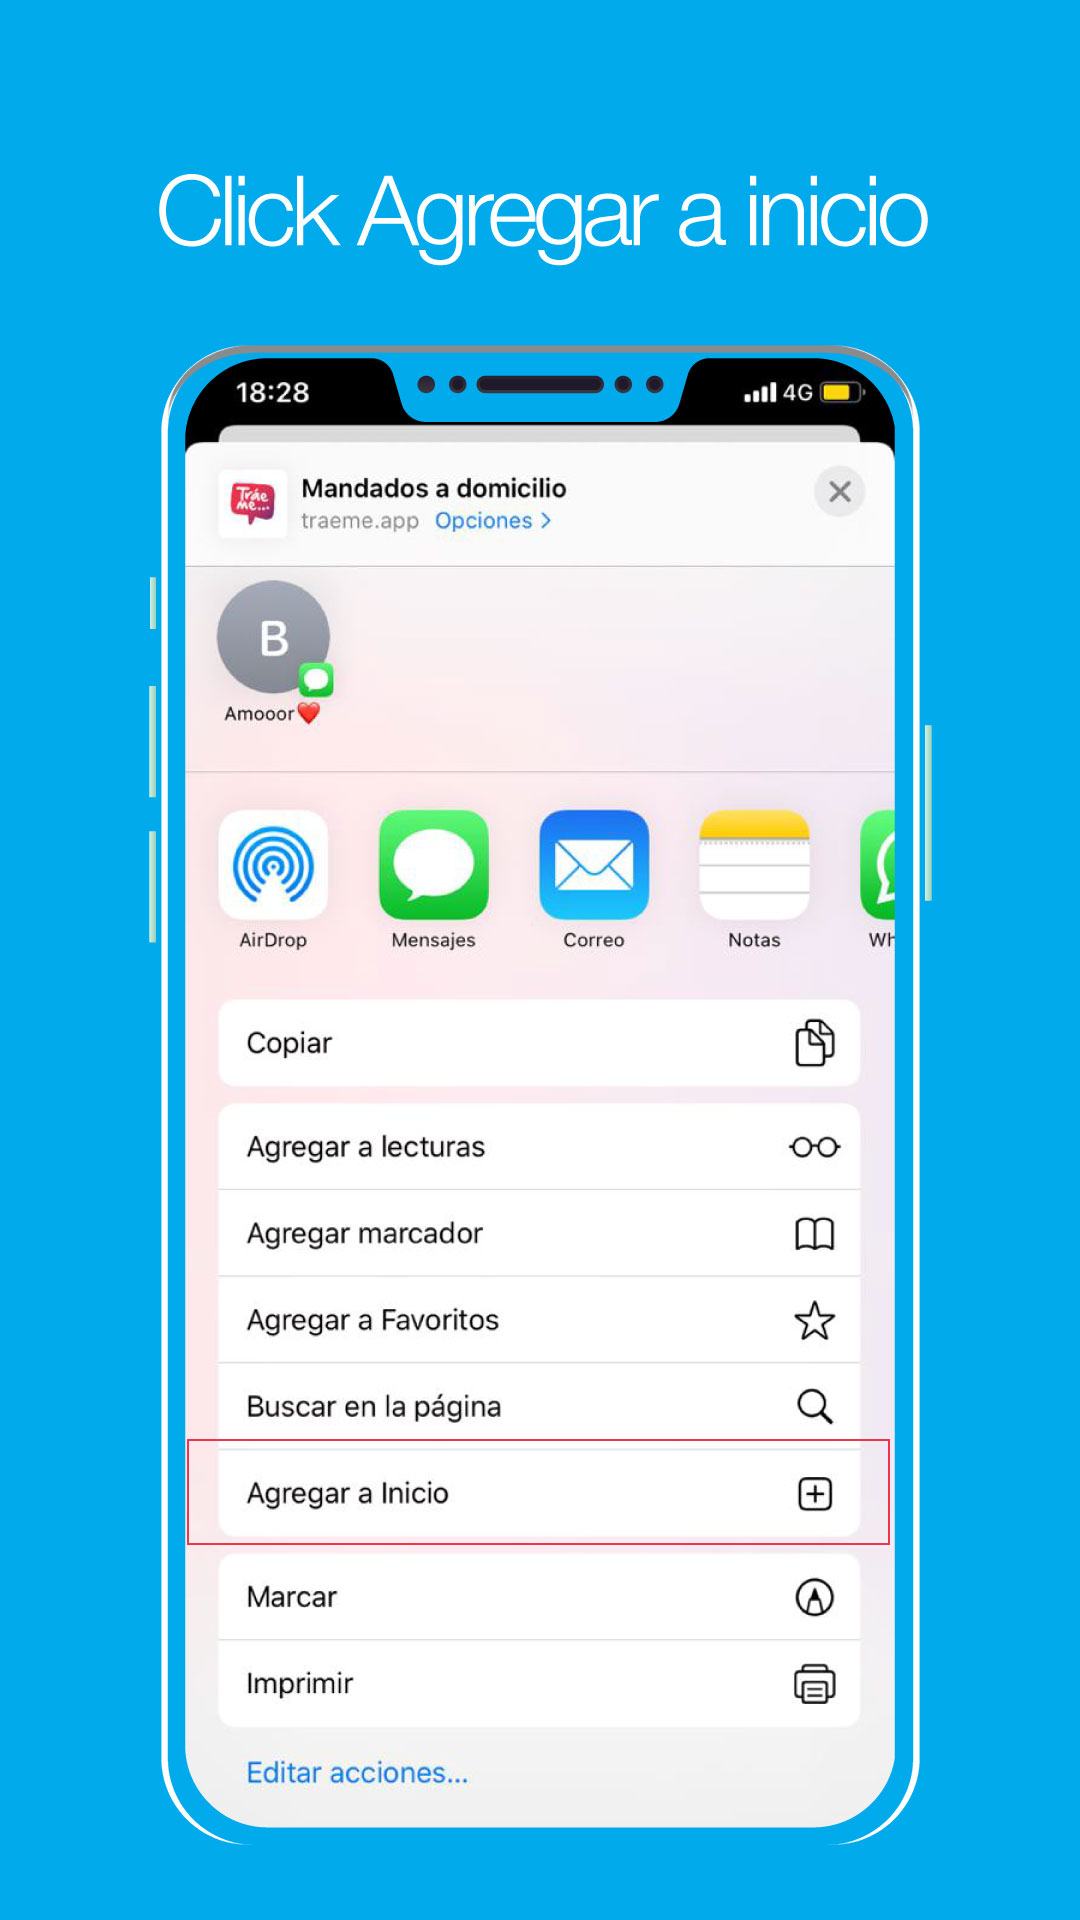 Click Agregar a inicio
18:28
4G
Tráe
me...
Mandados a domicilio
traeme.app Opciones >
B
Amooor❤️
AirDrop Mensajes Correo Notas Wh
Copiar
Agregar a lecturas
Agregar marcador
Agregar a Favoritos
Buscar en la página
Agregar a Inicio
Marcar
Imprimir
Editar acciones...